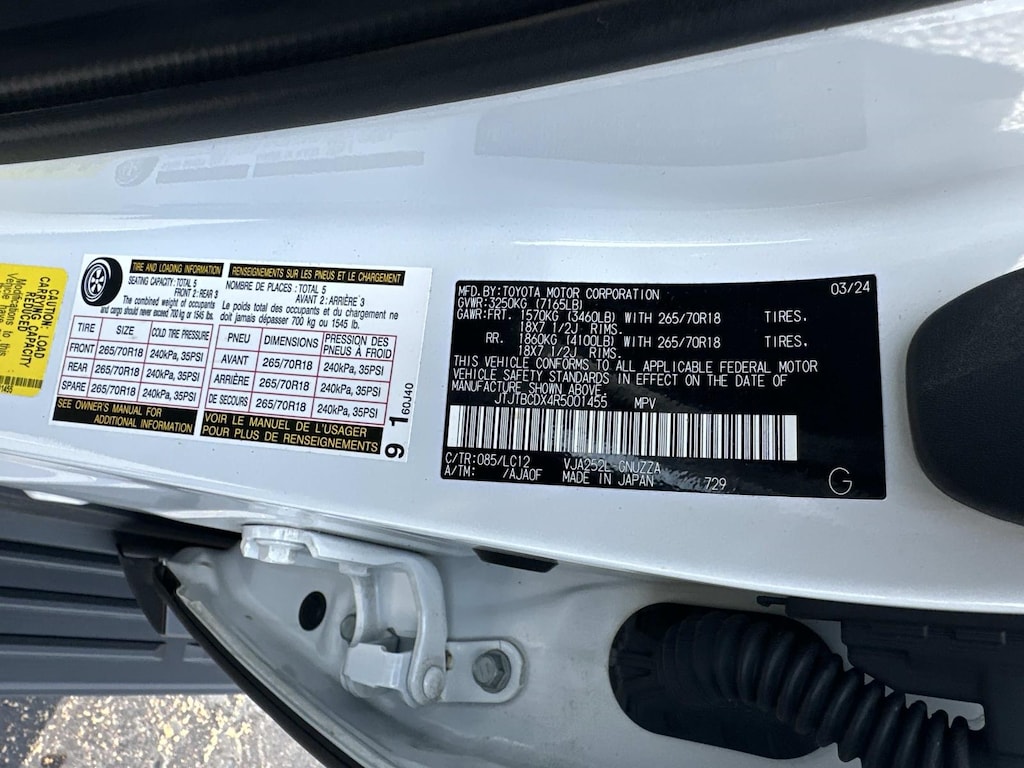 CAUTION: LOAD
CARRYING CAPACITY
REDUCED
Modifications to this
TIRE AND LOADING INFORMATION
SEATING CAPACITY: TOTAL 5
FRONT 2: REAR 3
The combined weight of occupants
and cargo should never exceed 700 kg or 1545 lbs.
TIRE SIZE COLD TIRE PRESSURE
FRONT 265/70R18 240kPa, 35PSI
REAR 265/70R18 240kPa, 35PSI
SPARE 265/70R18 240kPa, 35PSI
SEE OWNER'S MANUAL FOR
ADDITIONAL INFORMATION
RENSEIGNEMENTS SUR LES PNEUS ET LE CHARGEMENT
NOMBRE DE PLACES : TOTAL 5
AVANT 2: ARRIÈRE 3
Le poids total des occupants et du chargement ne
doit jamais dépasser 700 kg ou 1545 lb.
PNEU DIMENSIONS PRESSION DES PNEUS À FROID
AVANT 265/70R18 240kPa, 35PSI
ARRIÈRE 265/70R18 240kPa, 35PSI
DE SECOURS 265/70R18 240kPa, 35PSI
VOIR LE MANUEL DE L'USAGER
POUR PLUS DE RENSEIGNEMENTS
9 1 60J40
MFD.BY:TOYOTA MOTOR CORPORATION 03/24
GVWR:3250KG (7165LB)
GAWR:FRT. 1570KG (3460LB) WITH 265/70R18 TIRES.
18X7 1/2J RIMS.
RR. 1860KG (4100LB) WITH 265/70R18 TIRES.
18X7 1/2J RIMS.
THIS VEHICLE CONFORMS TO ALL APPLICABLE FEDERAL MOTOR
VEHICLE SAFETY STANDARDS IN EFFECT ON THE DATE OF
MANUFACTURE SHOWN ABOVE.
JTJTBCDX4R5001455 MPV
C/TR:085/LC12 VJA252L-GNUZZA
A/TM: /AJA0F MADE IN JAPAN 729 G